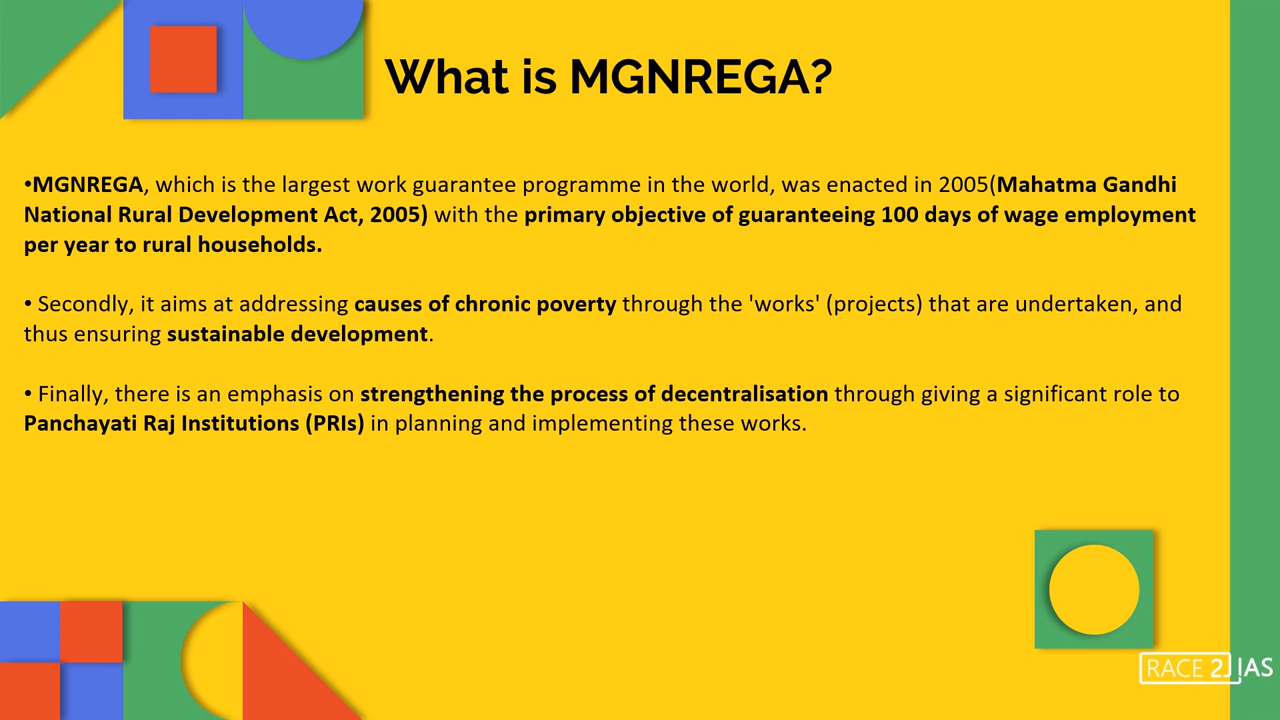 What is MGNREGA?
•MGNREGA, which is the largest work guarantee programme in the world, was enacted in 2005(Mahatma Gandhi
National Rural Development Act, 2005) with the primary objective of guaranteeing 100 days of wage employment
per year to rural households.
• Secondly, it aims at addressing causes of chronic poverty through the 'works' (projects) that are undertaken, and
thus ensuring sustainable development.
• Finally, there is an emphasis on strengthening the process of decentralisation through giving a significant role to
Panchayati Raj Institutions (PRIs) in planning and implementing these works.
RACE 2 IAS